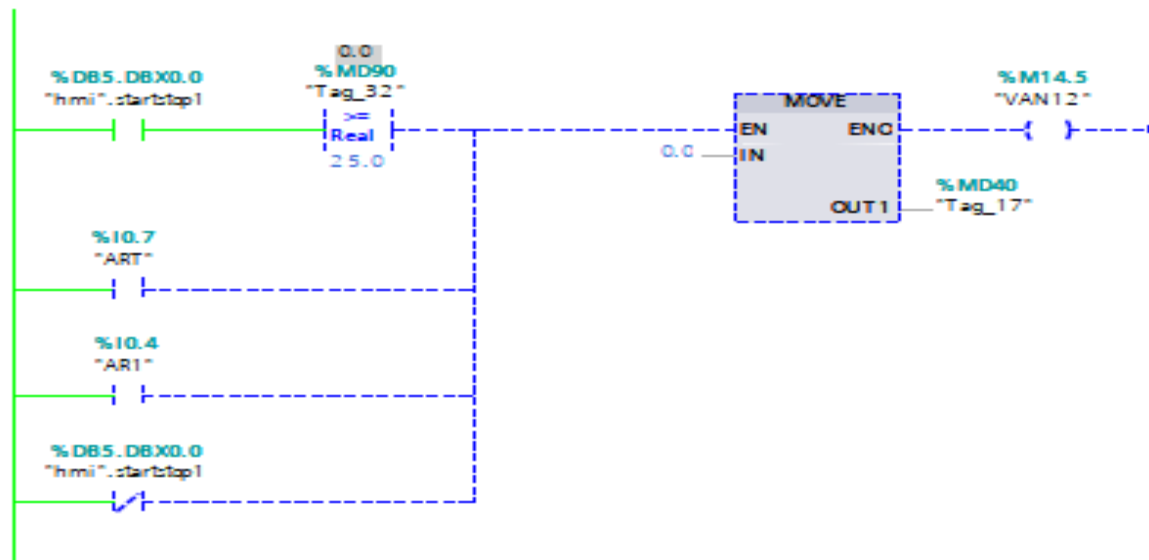 0.0
%DB5.DBX0.0
%MD90
%M14.5
"hmi".startstop1
"Tag_32"
"VAN12"
MOVE
>=
Real
EN
ENO
25.0
0.0
IN
%MD40
OUT1
"Tag_17"
%I0.7
"ART"
%I0.4
"AR1"
%DB5.DBX0.0
"hmi".startstop1